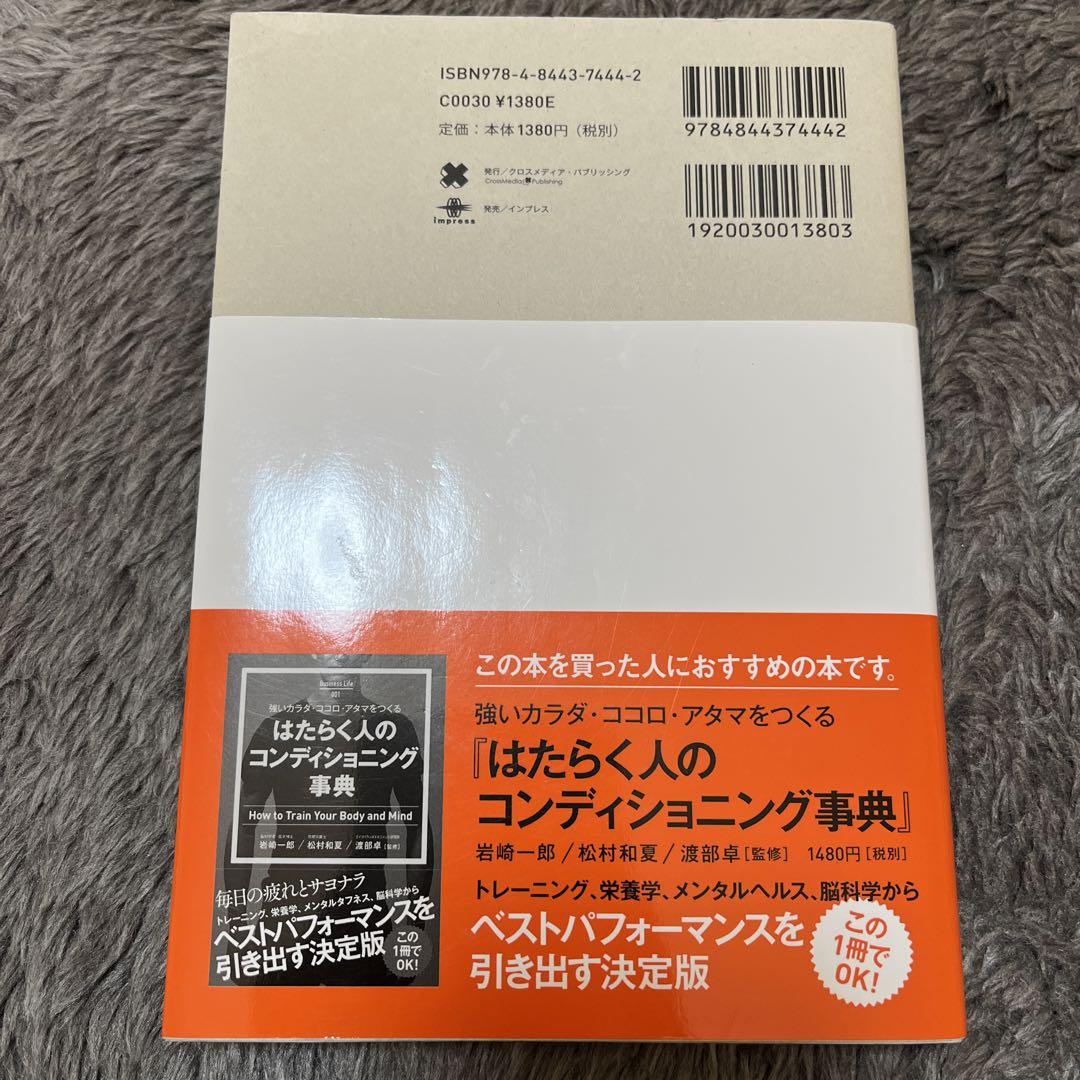 ISBN978-4-8443-7444-2
C0030 ¥1380E
定価：本体1380円（税別）
9784844374442
発行／クロスメディア・パブリッシング
CrossMedia Publishing
impress
発売／インプレス
1920030013803
この本を買った人におすすめの本です。
強いカラダ・ココロ・アタマをつくる
『はたらく人の
コンディショニング事典』
岩崎一郎／松村和夏／渡部卓［監修］ 1480円［税別］
トレーニング、栄養学、メンタルヘルス、脳科学から
ベストパフォーマンスを
引き出す決定版
この
1冊で
OK!
Business Life
001
強いカラダ・ココロ・アタマをつくる
はたらく人の
コンディショニング
事典
How to Train Your Body and Mind
岩崎一郎／松村和夏／渡部卓［監修］
毎日の疲れとサヨナラ
トレーニング、栄養学、メンタルタフネス、脳科学から
ベストパフォーマンスを
引き出す決定版
この
1冊で
OK!